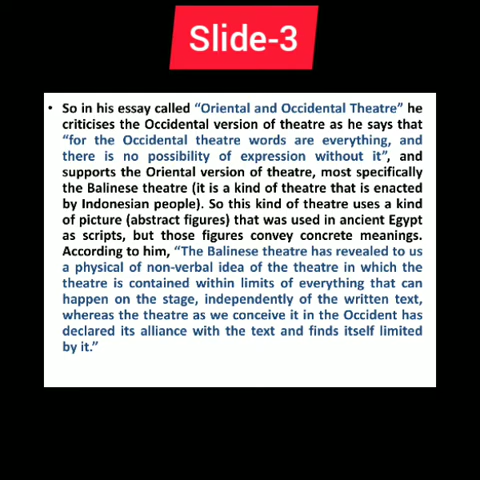 Slide-3
• So in his essay called “Oriental and Occidental Theatre” he
criticises the Occidental version of theatre as he says that
“for the Occidental theatre words are everything, and
there is no possibility of expression without it”, and
supports the Oriental version of theatre, most specifically
the Balinese theatre (it is a kind of theatre that is enacted
by Indonesian people). So this kind of theatre uses a kind
of picture (abstract figures) that was used in ancient Egypt
as scripts, but those figures convey concrete meanings.
According to him, “The Balinese theatre has revealed to us
a physical of non-verbal idea of the theatre in which the
theatre is contained within limits of everything that can
happen on the stage, independently of the written text,
whereas the theatre as we conceive it in the Occident has
declared its alliance with the text and finds itself limited
by it.”